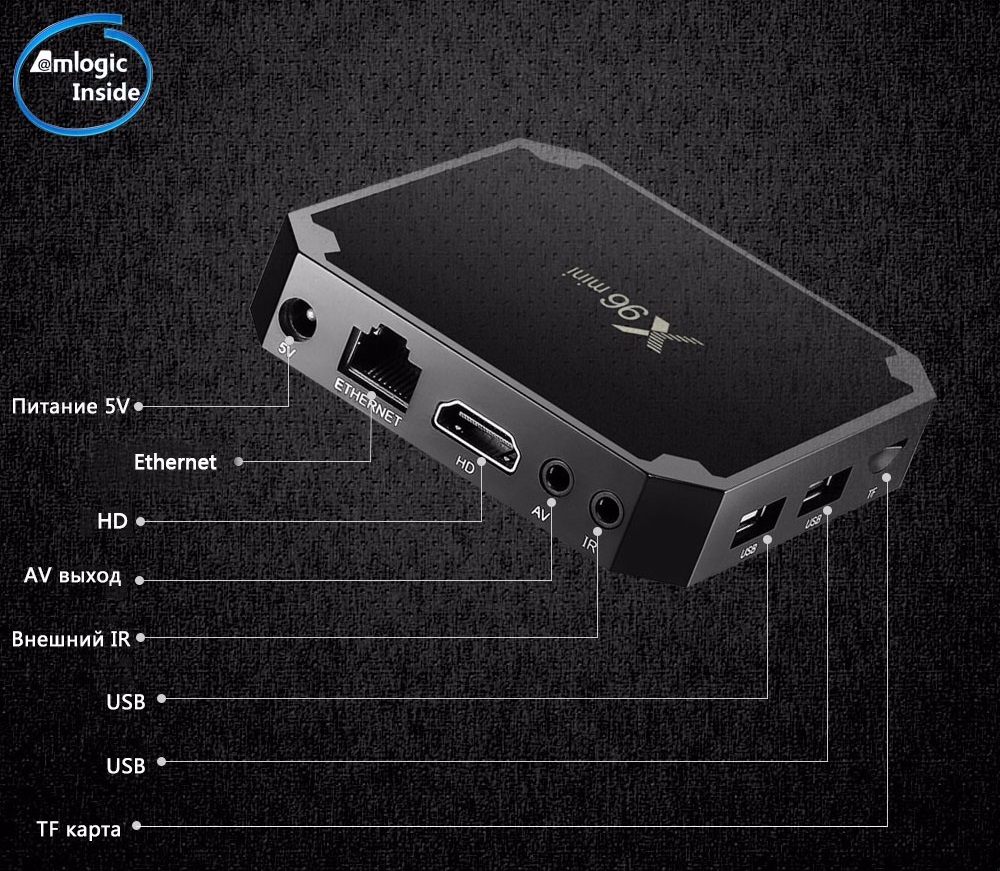 @mlogic
Inside
X96 mini
5V
ETHERNET
HD
AV
IR
USB
USB
TF
Питание 5V
Ethernet
HD
AV выход
Внешний IR
USB
USB
TF карта